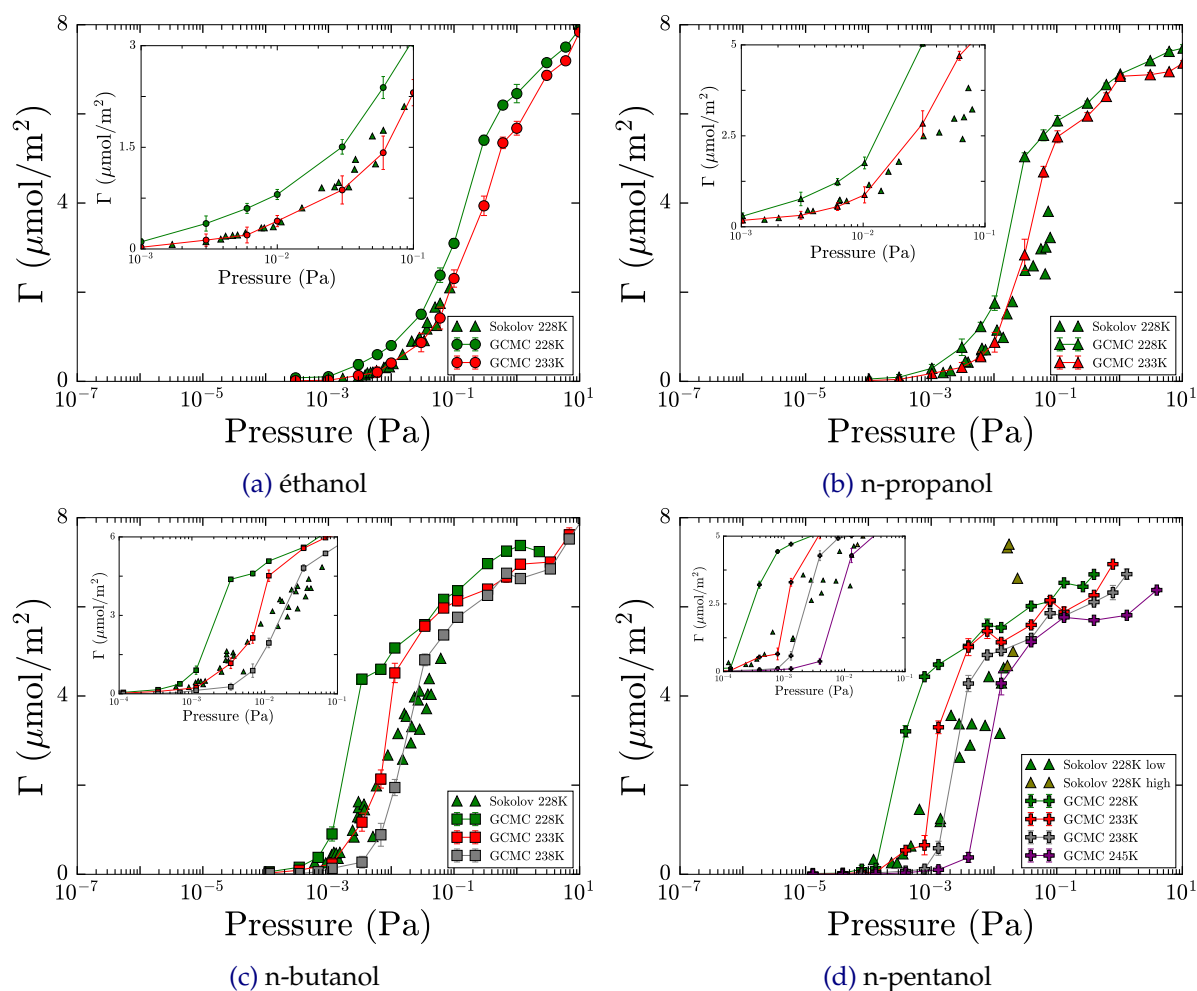 8
4
0
Γ (μmol/m²)
10⁻⁷ 10⁻⁵ 10⁻³ 10⁻¹ 10¹
Pressure (Pa)
3
1.5
0
Γ (μmol/m²)
10⁻³ 10⁻² 10⁻¹
Pressure (Pa)
Sokolov 228K
GCMC 228K
GCMC 233K
(a) éthanol
8
4
0
Γ (μmol/m²)
10⁻⁷ 10⁻⁵ 10⁻³ 10⁻¹ 10¹
Pressure (Pa)
5
2.5
0
Γ (μmol/m²)
10⁻³ 10⁻² 10⁻¹
Pressure (Pa)
Sokolov 228K
GCMC 228K
GCMC 233K
(b) n-propanol
8
4
0
Γ (μmol/m²)
10⁻⁷ 10⁻⁵ 10⁻³ 10⁻¹ 10¹
Pressure (Pa)
6
3
0
Γ (μmol/m²)
10⁻⁴ 10⁻³ 10⁻² 10⁻¹
Pressure (Pa)
Sokolov 228K
GCMC 228K
GCMC 233K
GCMC 238K
(c) n-butanol
8
4
0
Γ (μmol/m²)
10⁻⁷ 10⁻⁵ 10⁻³ 10⁻¹ 10¹
Pressure (Pa)
5
2.5
0
Γ (μmol/m²)
10⁻⁴ 10⁻³ 10⁻² 10⁻¹
Pressure (Pa)
Sokolov 228K low
Sokolov 228K high
GCMC 228K
GCMC 233K
GCMC 238K
GCMC 245K
(d) n-pentanol